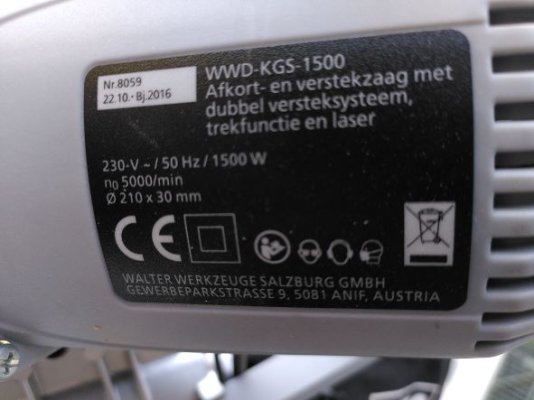 Nr.8059
22.10.· Bj.2016
WWD-KGS-1500
Afkort- en verstekzaag met
dubbel versteksysteem,
trekfunctie en laser
230-V ~ / 50 Hz / 1500 W
n0 5000/min
Ø 210 x 30 mm
CE
WALTER WERKZEUGE SALZBURG GMBH
GEWERBEPARKSTRASSE 9, 5081 ANIF, AUSTRIA